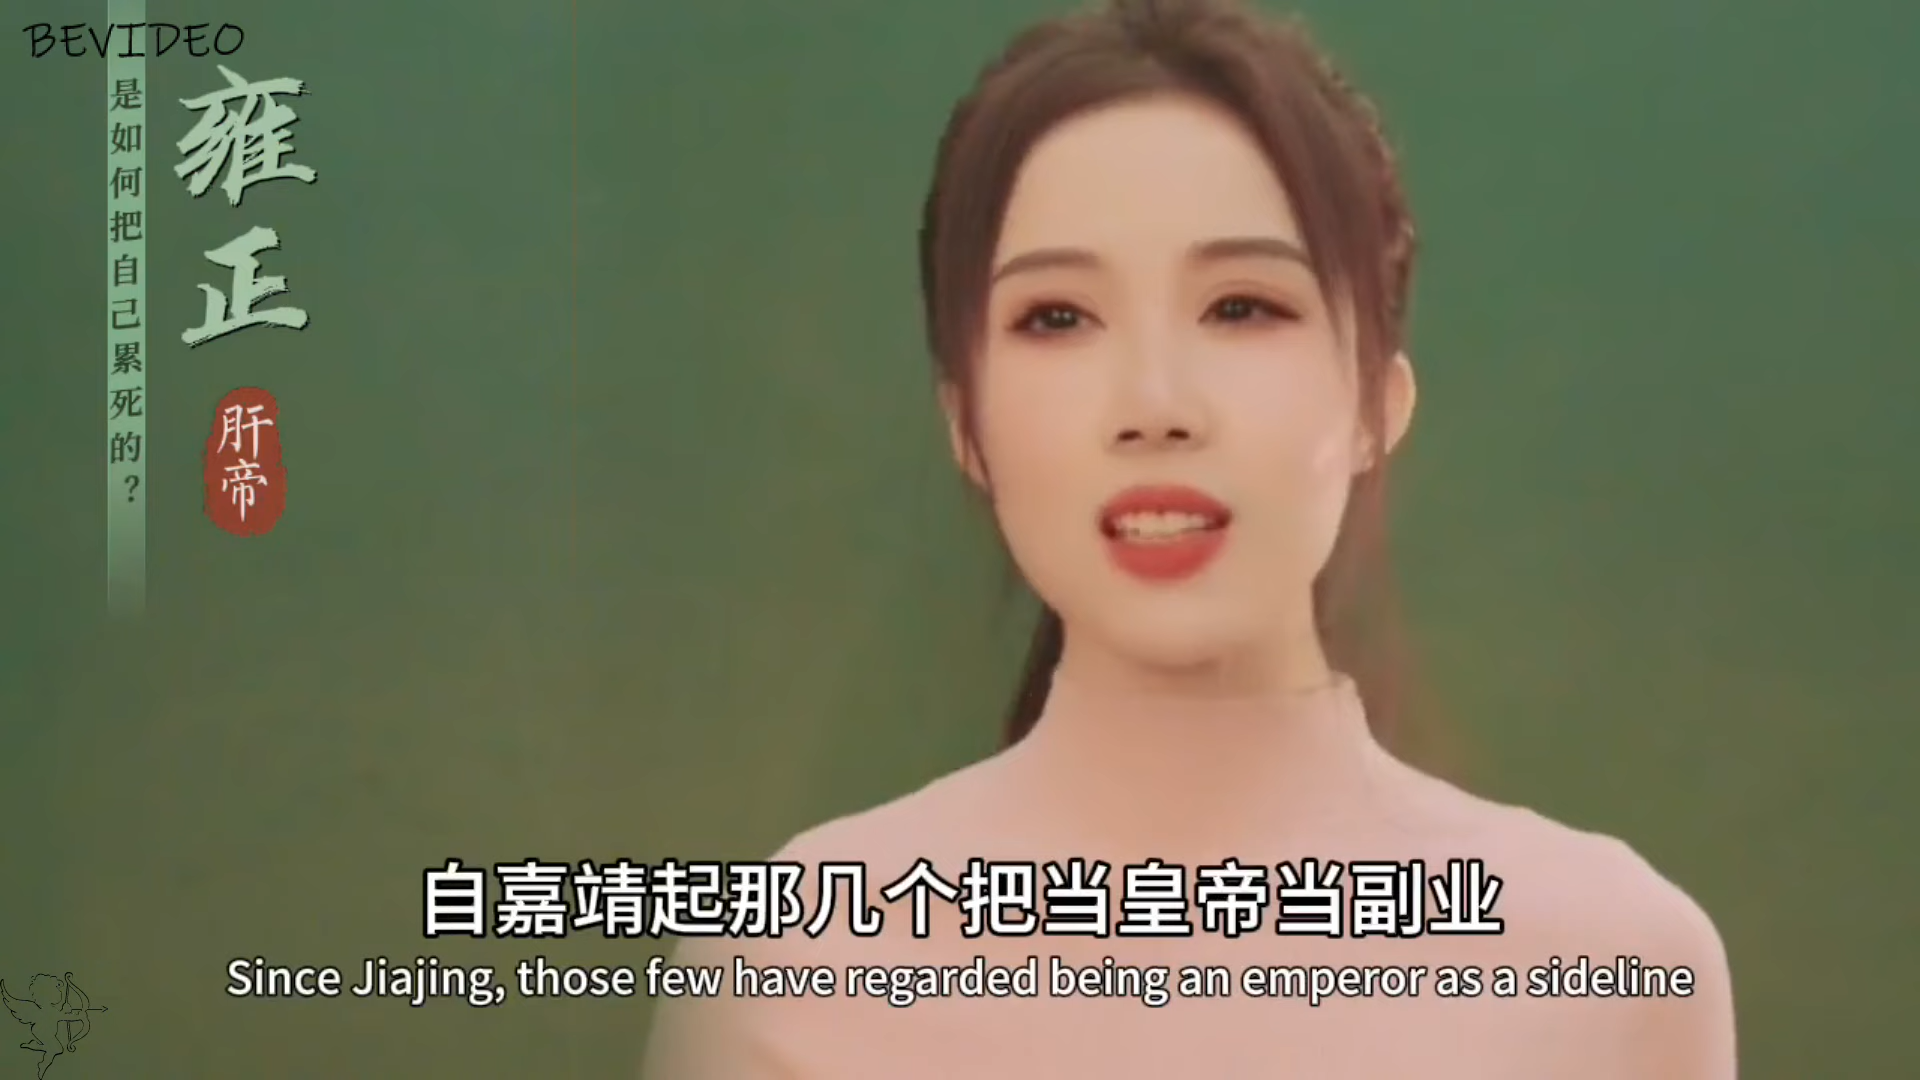 BEVIDEO
雍正
是如何把自己累死的？
肝帝
自嘉靖起那几个把当皇帝当副业
Since Jiajing, those few have regarded being an emperor as a sideline